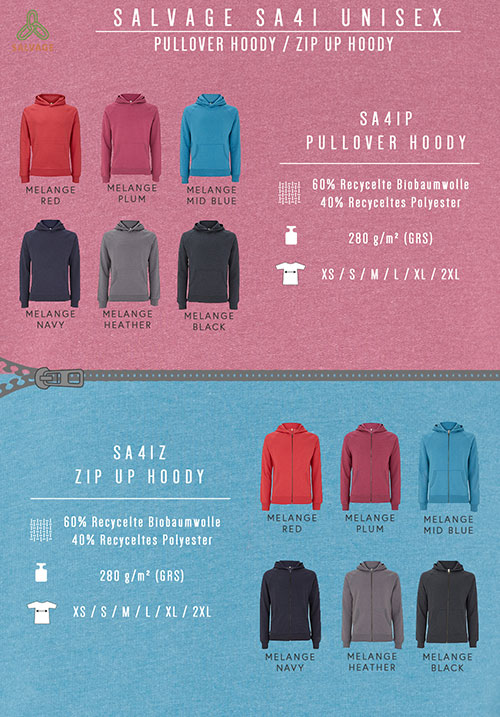 SALVAGE SA41 UNISEX
SALVAGE
PULLOVER HOODY / ZIP UP HOODY
SA41P
PULLOVER HOODY
MELANGE
RED
MELANGE
PLUM
MELANGE
MID BLUE
60% Recycelte Biobaumwolle
40% Recyceltes Polyester
280 g/m² (GRS)
XS / S / M / L / XL / 2XL
MELANGE
NAVY
MELANGE
HEATHER
MELANGE
BLACK
SA41Z
ZIP UP HOODY
60% Recycelte Biobaumwolle
40% Recyceltes Polyester
280 g/m² (GRS)
XS / S / M / L / XL / 2XL
MELANGE
RED
MELANGE
PLUM
MELANGE
MID BLUE
MELANGE
NAVY
MELANGE
HEATHER
MELANGE
BLACK